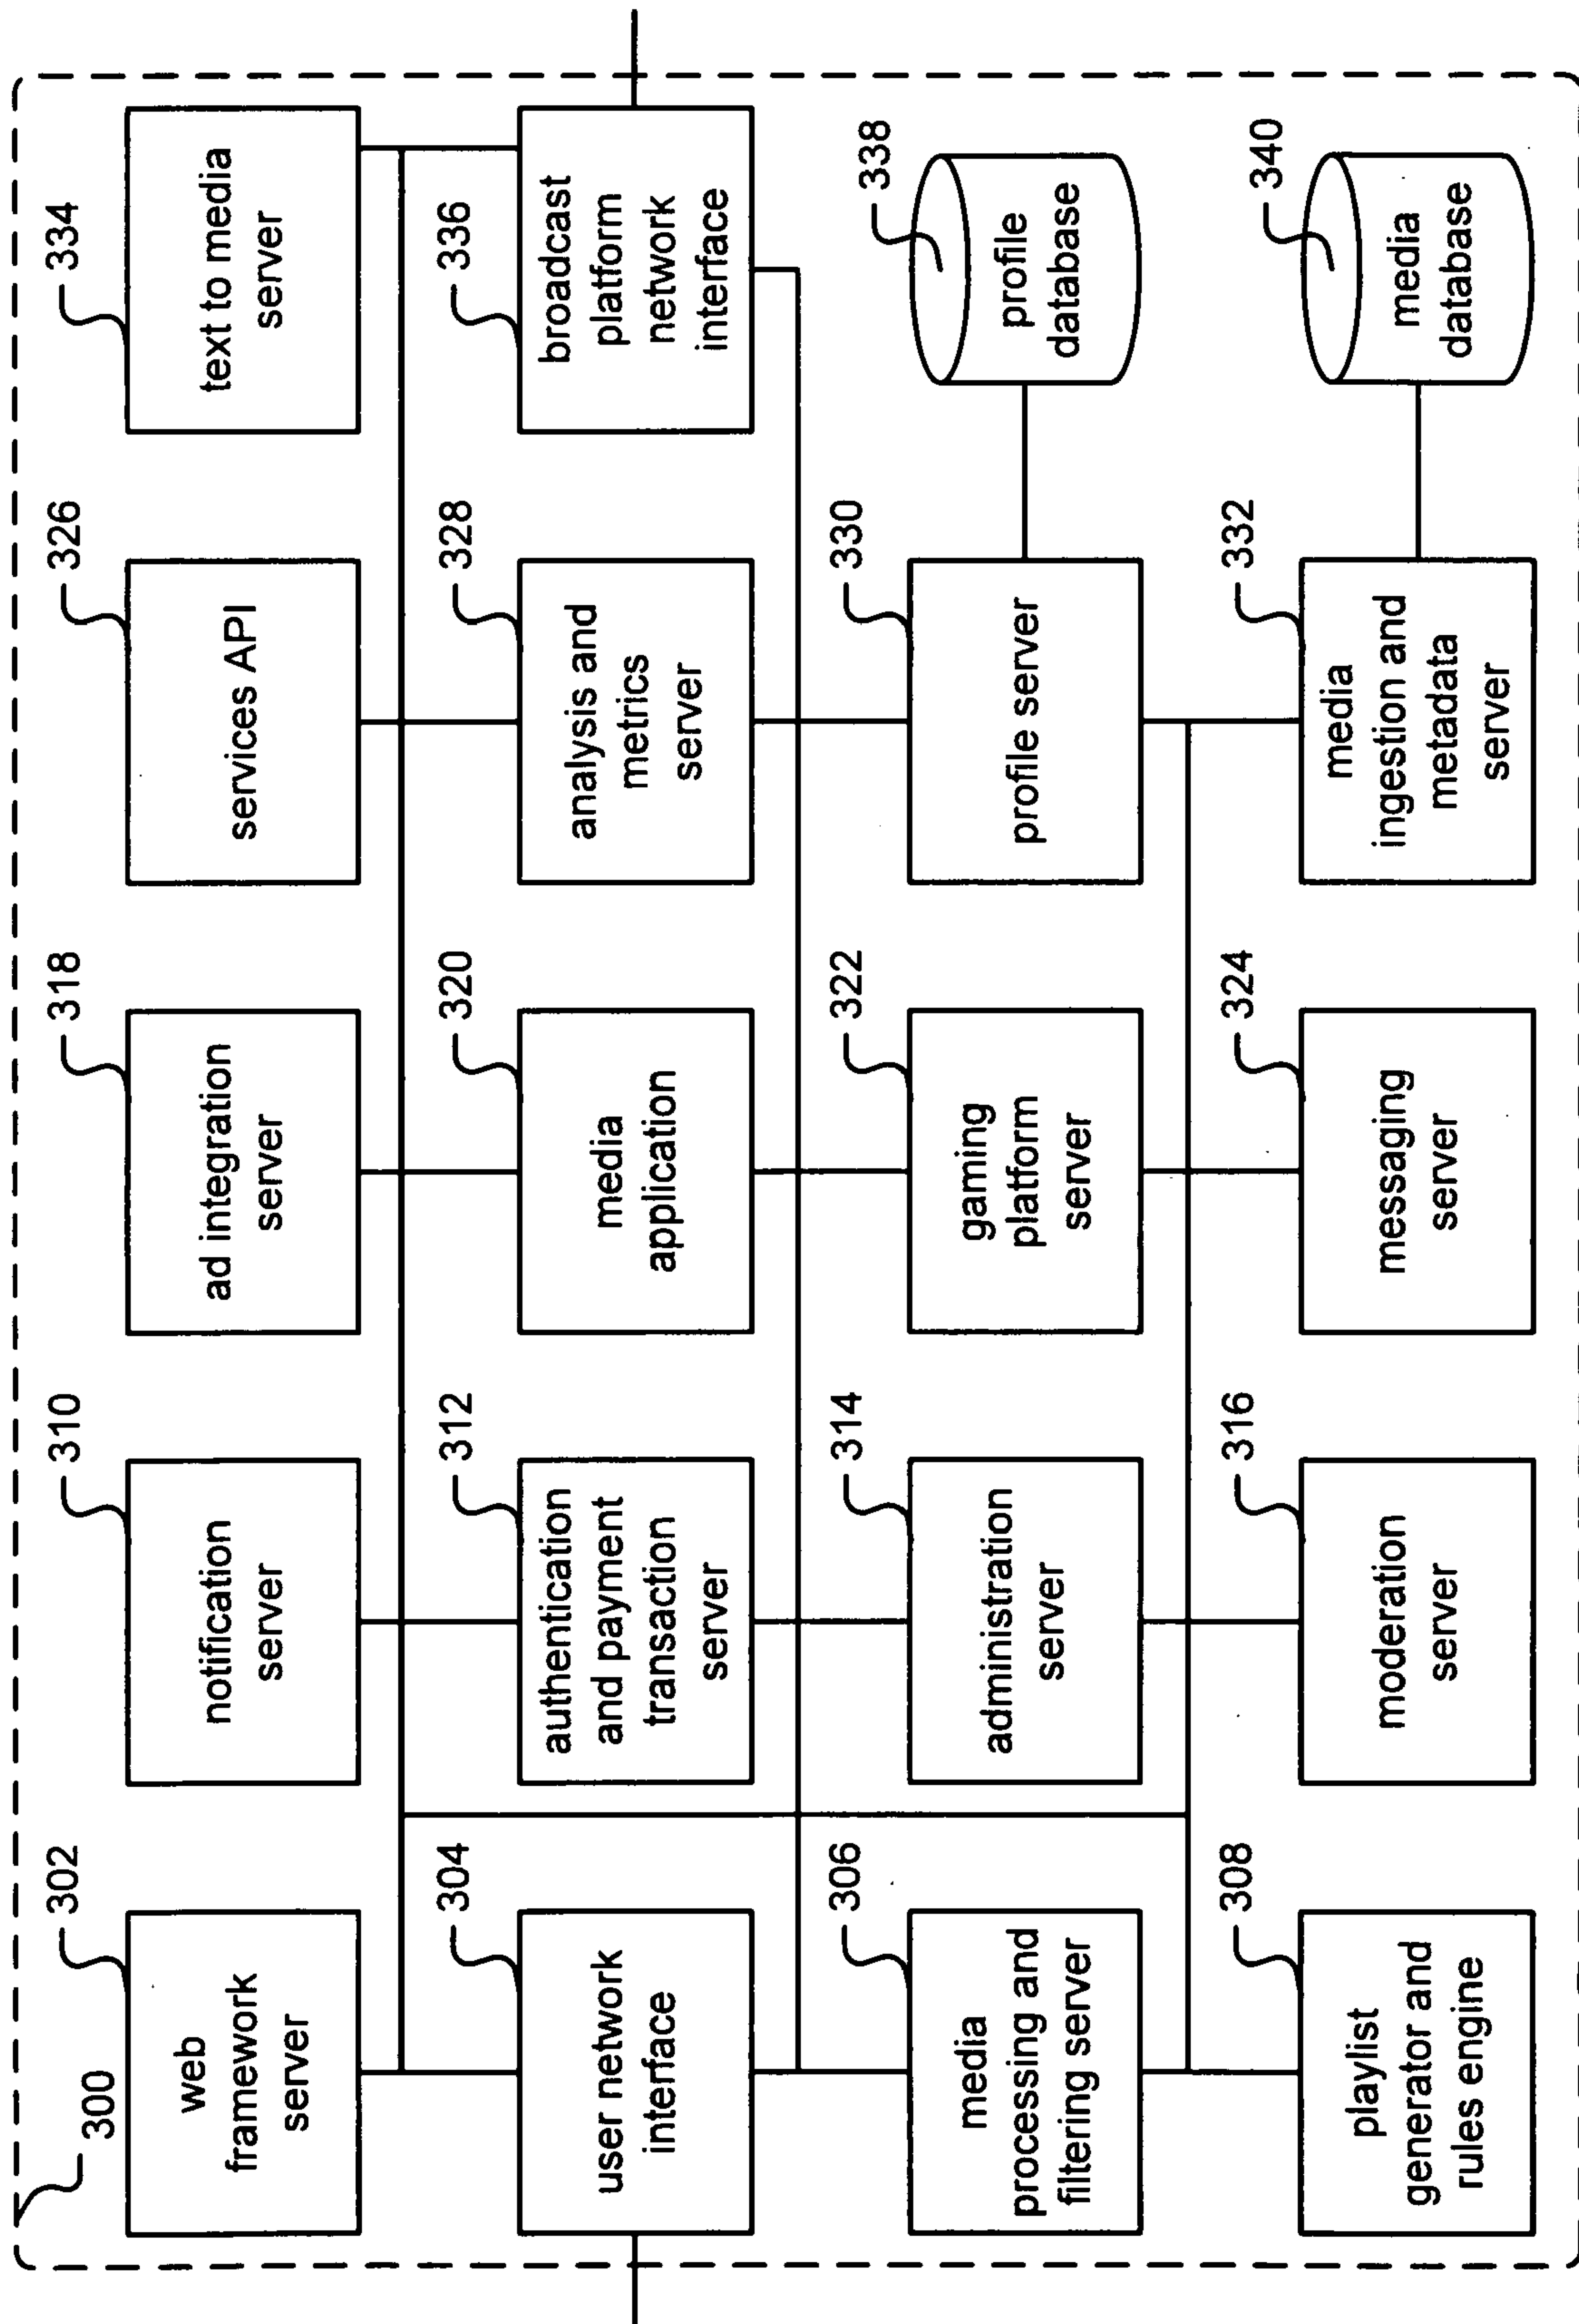 300
302
web
framework
server
310
notification
server
318
ad integration
server
326
services API
334
text to media
server
304
user network
interface
312
authentication
and payment
transaction
server
320
media
application
328
analysis and
metrics
server
336
broadcast
platform
network
interface
306
media
processing and
filtering server
314
administration
server
322
gaming
platform
server
330
profile server
338
profile
database
308
playlist
generator and
rules engine
316
moderation
server
324
messaging
server
332
media
ingestion and
metadata
server
340
media
database